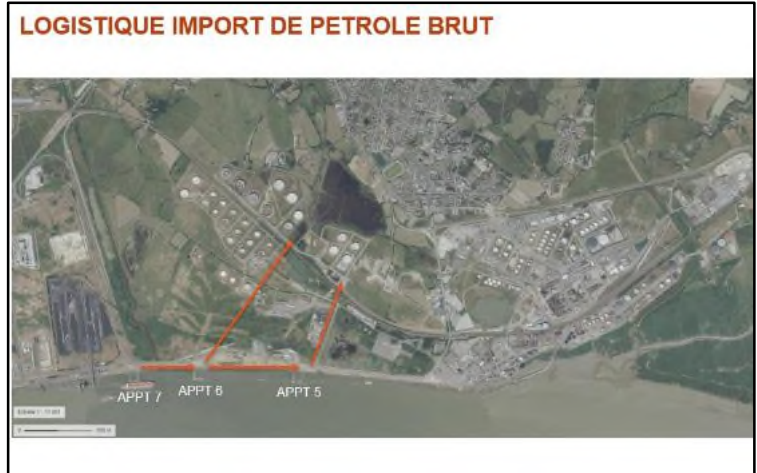 LOGISTIQUE IMPORT DE PETROLE BRUT
APPT 7
APPT 6
APPT 5